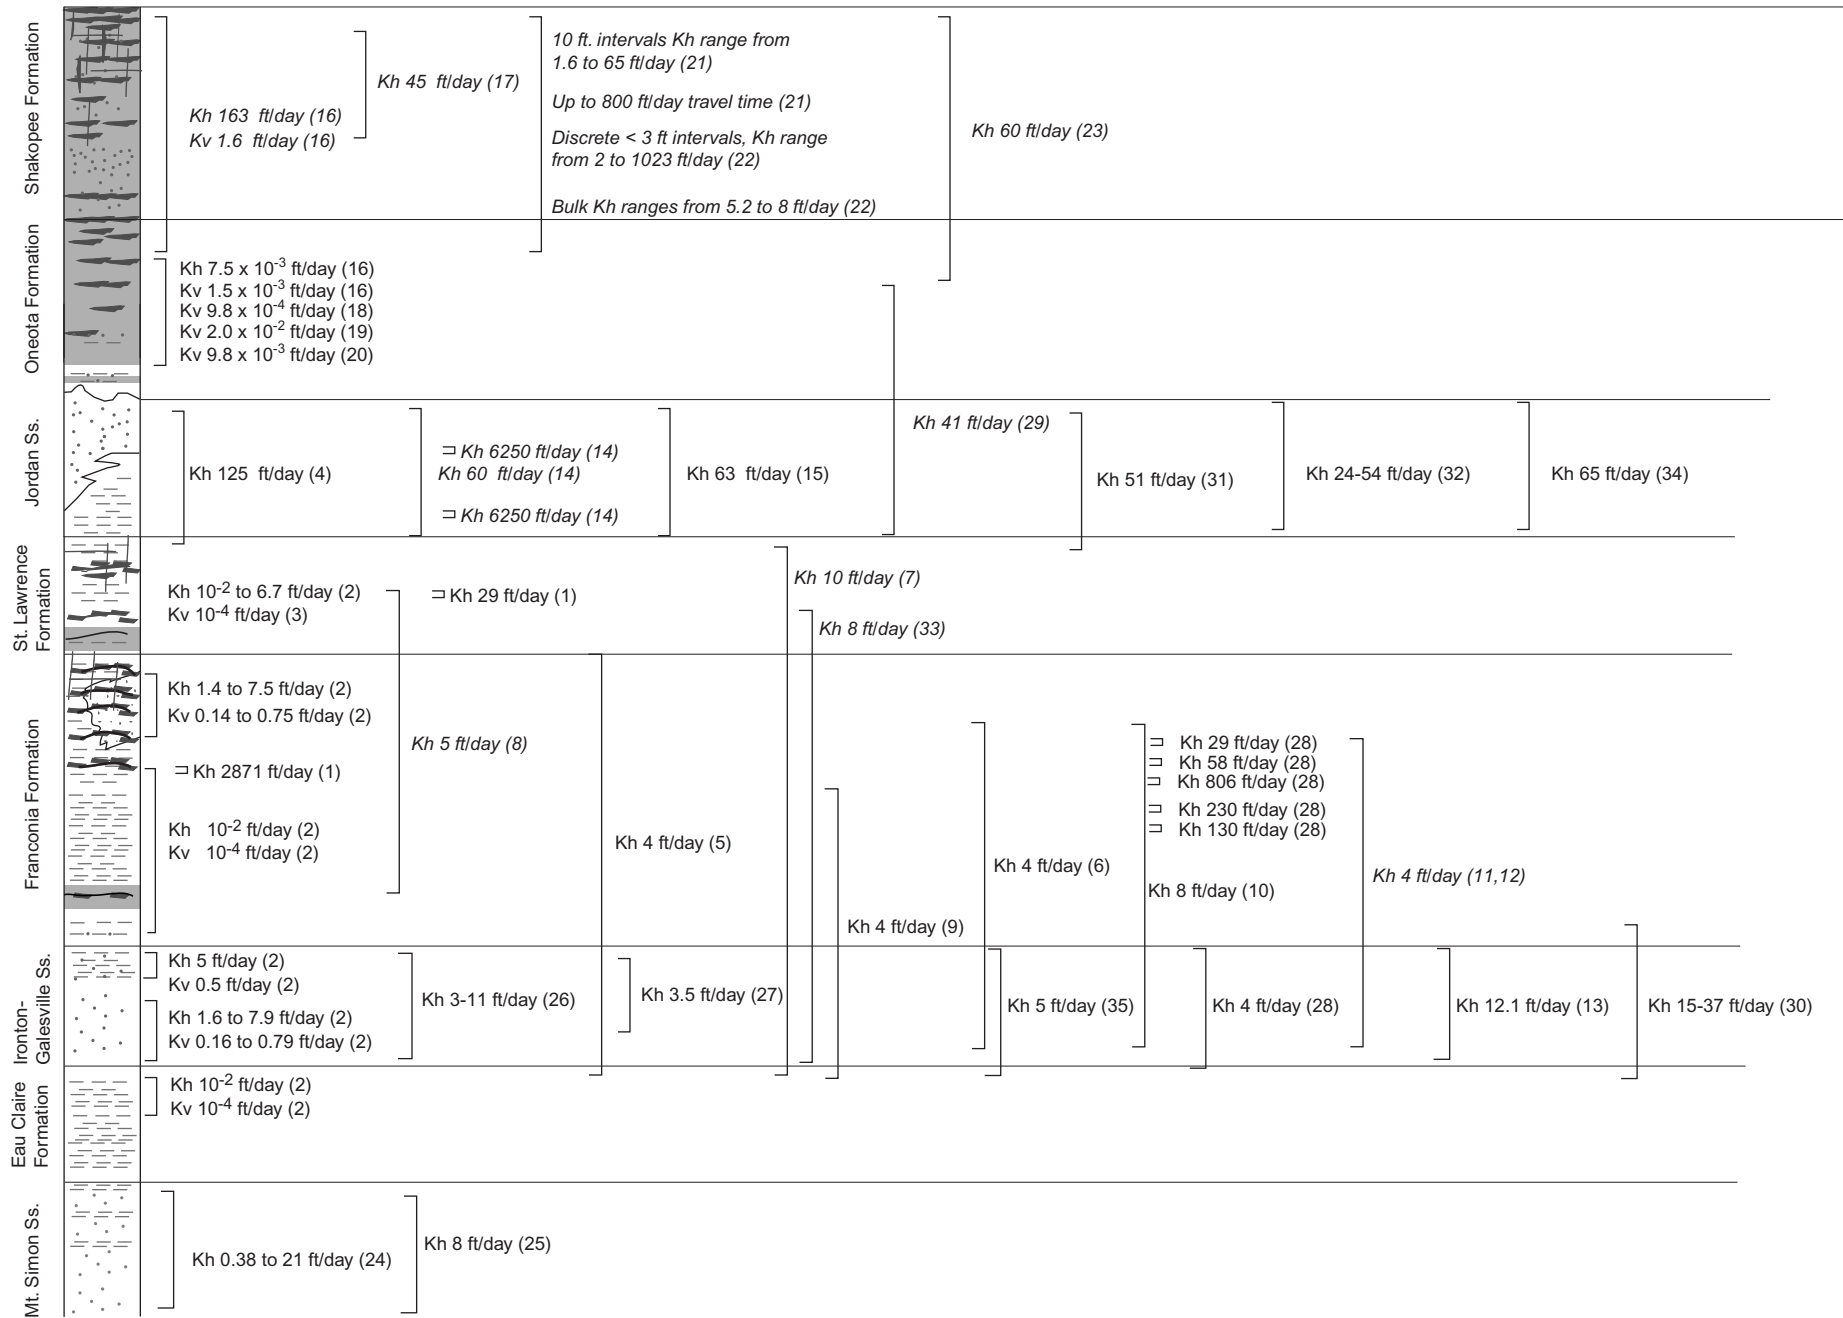 Shakopee Formation
Kh 163 ft/day (16)
Kv 1.6 ft/day (16)
Kh 45 ft/day (17)
10 ft. intervals Kh range from
1.6 to 65 ft/day (21)
Up to 800 ft/day travel time (21)
Discrete < 3 ft intervals, Kh range
from 2 to 1023 ft/day (22)
Bulk Kh ranges from 5.2 to 8 ft/day (22)
Kh 60 ft/day (23)
Oneota Formation
Kh 7.5 x 10-3 ft/day (16)
Kv 1.5 x 10-3 ft/day (16)
Kv 9.8 x 10-4 ft/day (18)
Kv 2.0 x 10-2 ft/day (19)
Kv 9.8 x 10-3 ft/day (20)
Jordan Ss.
Kh 125 ft/day (4)
Kh 6250 ft/day (14)
Kh 60 ft/day (14)
Kh 6250 ft/day (14)
Kh 63 ft/day (15)
Kh 41 ft/day (29)
Kh 51 ft/day (31)
Kh 24-54 ft/day (32)
Kh 65 ft/day (34)
St. Lawrence
Formation
Kh 10-2 to 6.7 ft/day (2)
Kv 10-4 ft/day (3)
Kh 29 ft/day (1)
Kh 10 ft/day (7)
Kh 8 ft/day (33)
Franconia Formation
Kh 1.4 to 7.5 ft/day (2)
Kv 0.14 to 0.75 ft/day (2)
Kh 2871 ft/day (1)
Kh 10-2 ft/day (2)
Kv 10-4 ft/day (2)
Kh 5 ft/day (8)
Kh 4 ft/day (5)
Kh 4 ft/day (9)
Kh 4 ft/day (6)
Kh 29 ft/day (28)
Kh 58 ft/day (28)
Kh 806 ft/day (28)
Kh 230 ft/day (28)
Kh 130 ft/day (28)
Kh 8 ft/day (10)
Kh 4 ft/day (11,12)
Ironton-
Galesville Ss.
Kh 5 ft/day (2)
Kv 0.5 ft/day (2)
Kh 1.6 to 7.9 ft/day (2)
Kv 0.16 to 0.79 ft/day (2)
Kh 3-11 ft/day (26)
Kh 3.5 ft/day (27)
Kh 5 ft/day (35)
Kh 4 ft/day (28)
Kh 12.1 ft/day (13)
Kh 15-37 ft/day (30)
Eau Claire
Formation
Kh 10-2 ft/day (2)
Kv 10-4 ft/day (2)
Mt. Simon Ss.
Kh 0.38 to 21 ft/day (24)
Kh 8 ft/day (25)